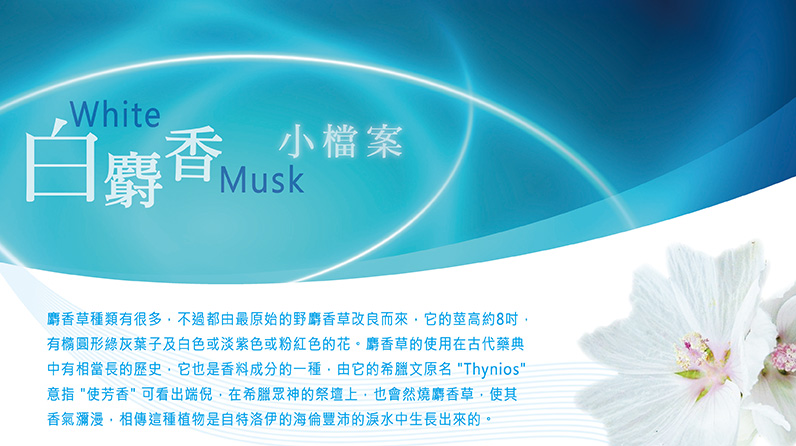 White
白麝香
Musk
小檔案
麝香草種類有很多，不過都由最原始的野麝香草改良而來，它的莖高約8吋，
有橢圓形綠灰葉子及白色或淡紫色或粉紅色的花。麝香草的使用在古代藥典
中有相當長的歷史，它也是香料成分的一種，由它的希臘文原名 "Thynios"
意指 "使芳香" 可看出端倪，在希臘眾神的祭壇上，也會然燒麝香草，使其
香氣瀰漫，相傳這種植物是自特洛伊的海倫豐沛的淚水中生長出來的。